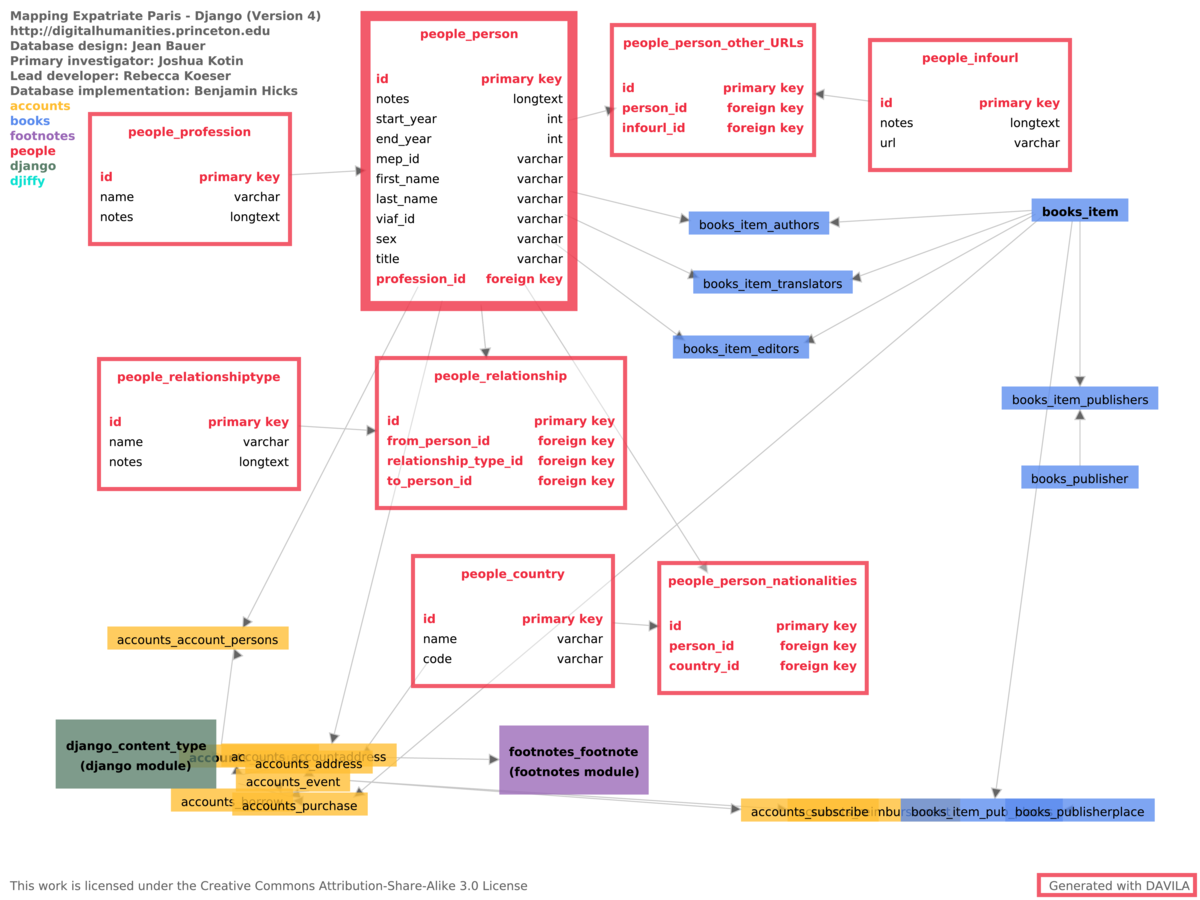 Mapping Expatriate Paris - Django (Version 4)
http://digitalhumanities.princeton.edu
Database design: Jean Bauer
Primary investigator: Joshua Kotin
Lead developer: Rebecca Koeser
Database implementation: Benjamin Hicks
accounts
books
footnotes
people
django
djiffy
people_profession
id primary key
name varchar
notes longtext
people_person
id primary key
notes longtext
start_year int
end_year int
mep_id varchar
first_name varchar
last_name varchar
viaf_id varchar
sex varchar
title varchar
profession_id foreign key
people_person_other_URLs
id primary key
person_id foreign key
infourl_id foreign key
people_infourl
id primary key
notes longtext
url varchar
books_item
books_item_authors
books_item_translators
books_item_editors
books_item_publishers
books_publisher
people_relationshiptype
id primary key
name varchar
notes longtext
people_relationship
id primary key
from_person_id foreign key
relationship_type_id foreign key
to_person_id foreign key
people_country
id primary key
name varchar
code varchar
people_person_nationalities
id primary key
person_id foreign key
country_id foreign key
accounts_account_persons
django_content_type
(django module)
accounts_accountaddress
accounts_address
accounts_event
accounts_purchase
footnotes_footnote
(footnotes module)
accounts_subscribe
books_publisherplace
This work is licensed under the Creative Commons Attribution-Share-Alike 3.0 License
Generated with DAVILA